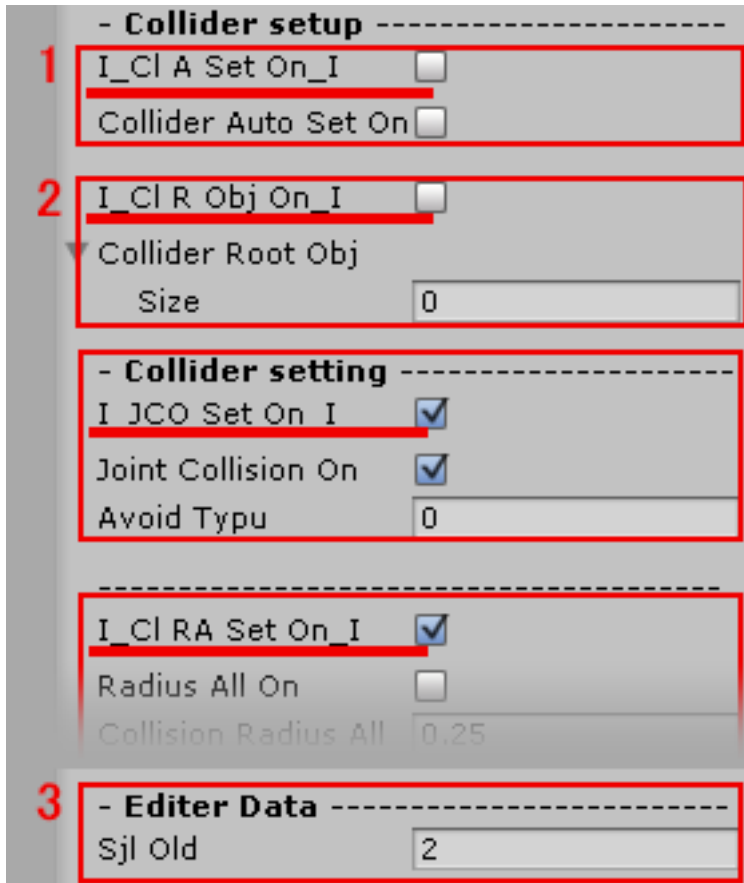 - Collider setup ----------------------
1
I_Cl A Set On_I
Collider Auto Set On
2
I_Cl R Obj On_I
Collider Root Obj
Size 0
- Collider setting ---------------------
I_JCO Set On_I
Joint Collision On
Avoid Typu 0
---------------------------------------
I_Cl RA Set On_I
Radius All On
Collision Radius All 0.25
3
- Editer Data -------------------------
Sjl Old 2